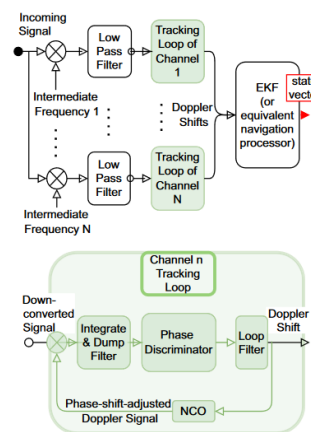 Incoming
Signal
Low
Pass
Filter
Tracking
Loop of
Channel
1
Intermediate
Frequency 1
Doppler
Shifts
EKF
(or
equivalent
navigation
processor)
Low
Pass
Filter
Tracking
Loop of
Channel
N
Intermediate
Frequency N
Channel n
Tracking
Loop
Down-
converted
Signal
Integrate
& Dump
Filter
Phase
Discriminator
Loop
Filter
Doppler
Shift
Phase-shift-adjusted
Doppler Signal
NCO